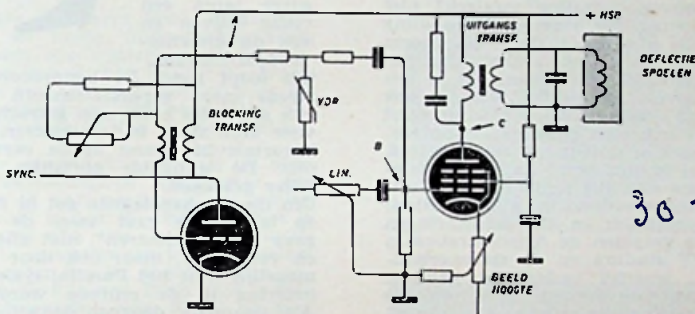 A
+ HSP
UITGANGS
TRANSF.
DEFLECTIE
SPOELEN
VDR
BLOCKING
TRANSF.
C
B
SYNC.
LIN.
30 -
BEELD
HOOGTE